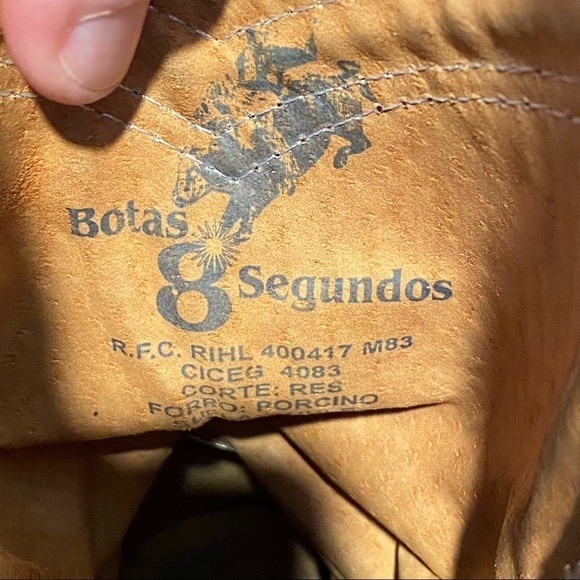 Botas
8 Segundos
R.F.C. RIHL 400417 M83
CICEG 4083
CORTE: RES
FORRO: PORCINO